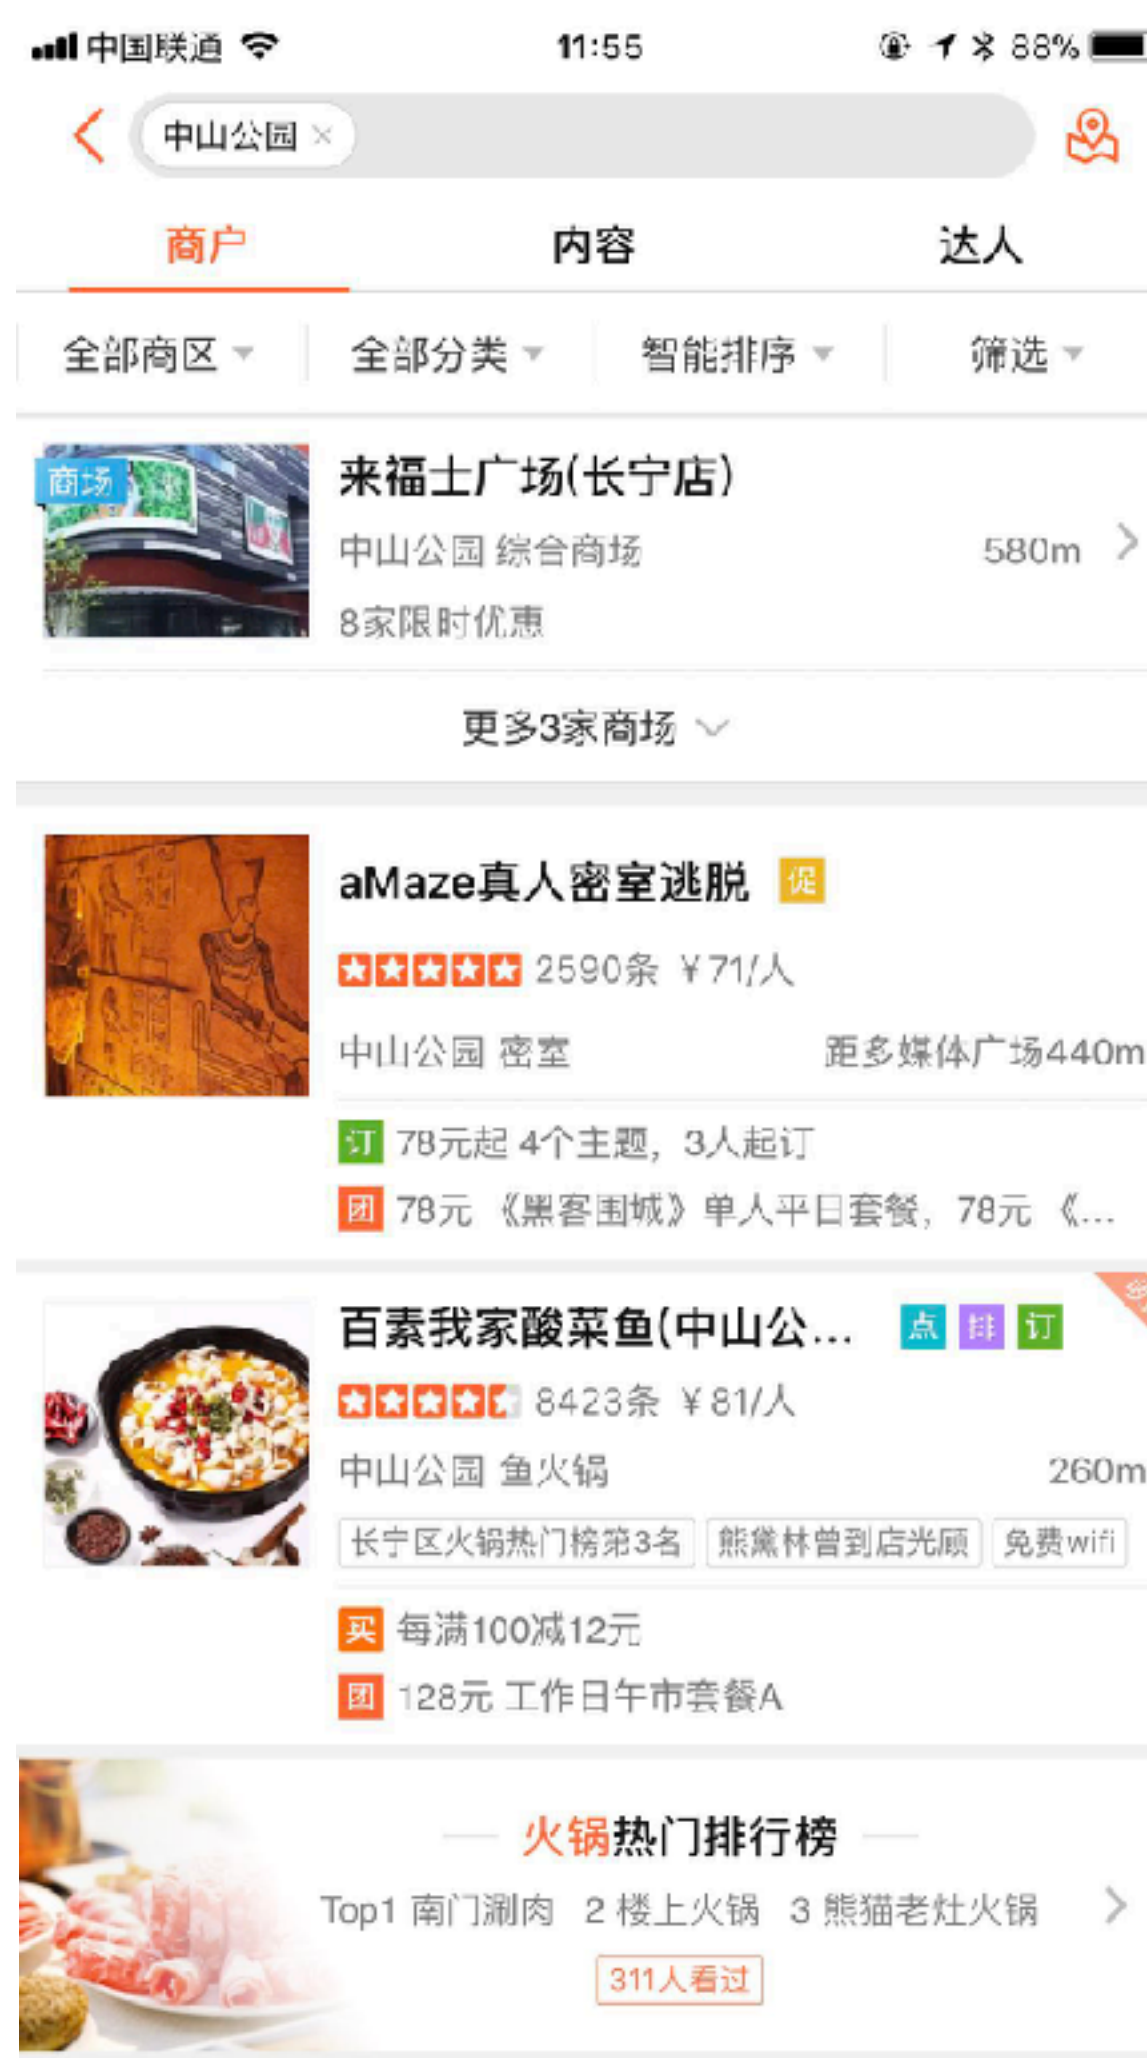 中国联通 11:55 88%
中山公园 ×
商户 内容 达人
全部商区 全部分类 智能排序 筛选
商场
来福士广场(长宁店)
中山公园 综合商场 580m
8家限时优惠
更多3家商场
aMaze真人密室逃脱 促
2590条 ¥71/人
中山公园 密室 距多媒体广场440m
订 78元起 4个主题，3人起订
团 78元 《黑客围城》单人平日套餐，78元 《...
百素我家酸菜鱼(中山公... 点 排 订
8423条 ¥81/人
中山公园 鱼火锅 260m
长宁区火锅热门榜第3名 熊黛林曾到店光顾 免费wifi
买 每满100减12元
团 128元 工作日午市套餐A
火锅热门排行榜
Top1 南门涮肉 2 楼上火锅 3 熊猫老灶火锅
311人看过